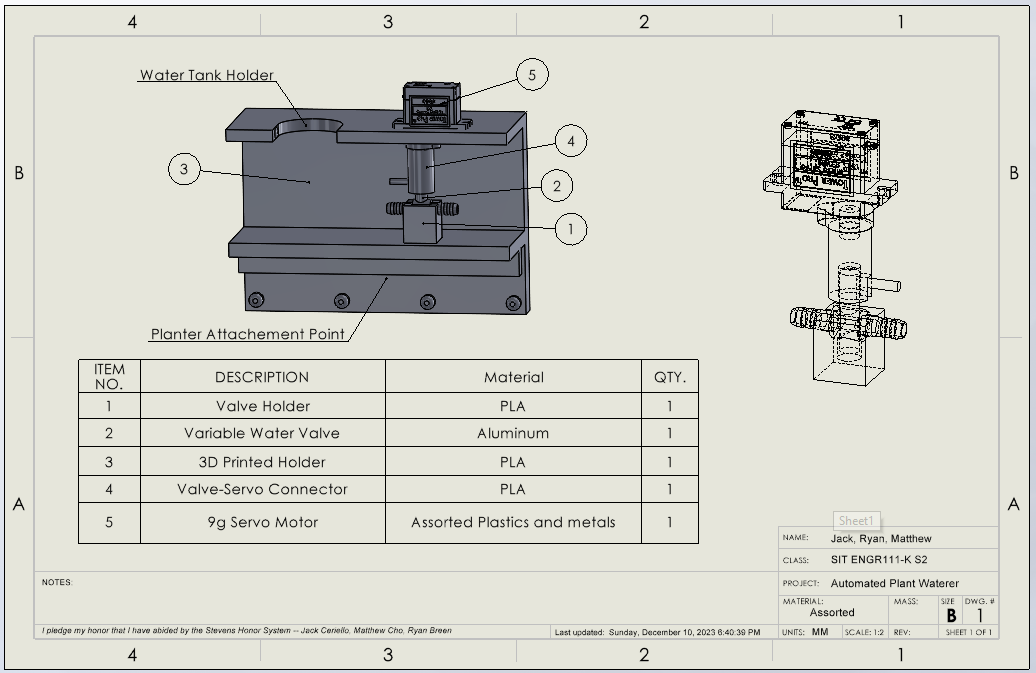 4 3 2 1
Water Tank Holder
5
4
B
3
2
B
1
Planter Attachement Point
ITEM NO. DESCRIPTION Material QTY.
1 Valve Holder PLA 1
2 Variable Water Valve Aluminum 1
3 3D Printed Holder PLA 1
4 Valve-Servo Connector PLA 1
5 9g Servo Motor Assorted Plastics and metals 1
A
A
Sheet1
NAME: Jack, Ryan, Matthew
CLASS: SIT ENGR111-K S2
PROJECT: Automated Plant Waterer
NOTES:
MATERIAL: Assorted
MASS:
SIZE B
DWG. # 1
I pledge my honor that I have abided by the Stevens Honor System -- Jack Ceriello, Matthew Cho, Ryan Breen
Last updated: Sunday, December 10, 2023 6:40:39 PM
UNITS: MM SCALE: 1:2 REV: SHEET 1 OF 1
4 3 2 1